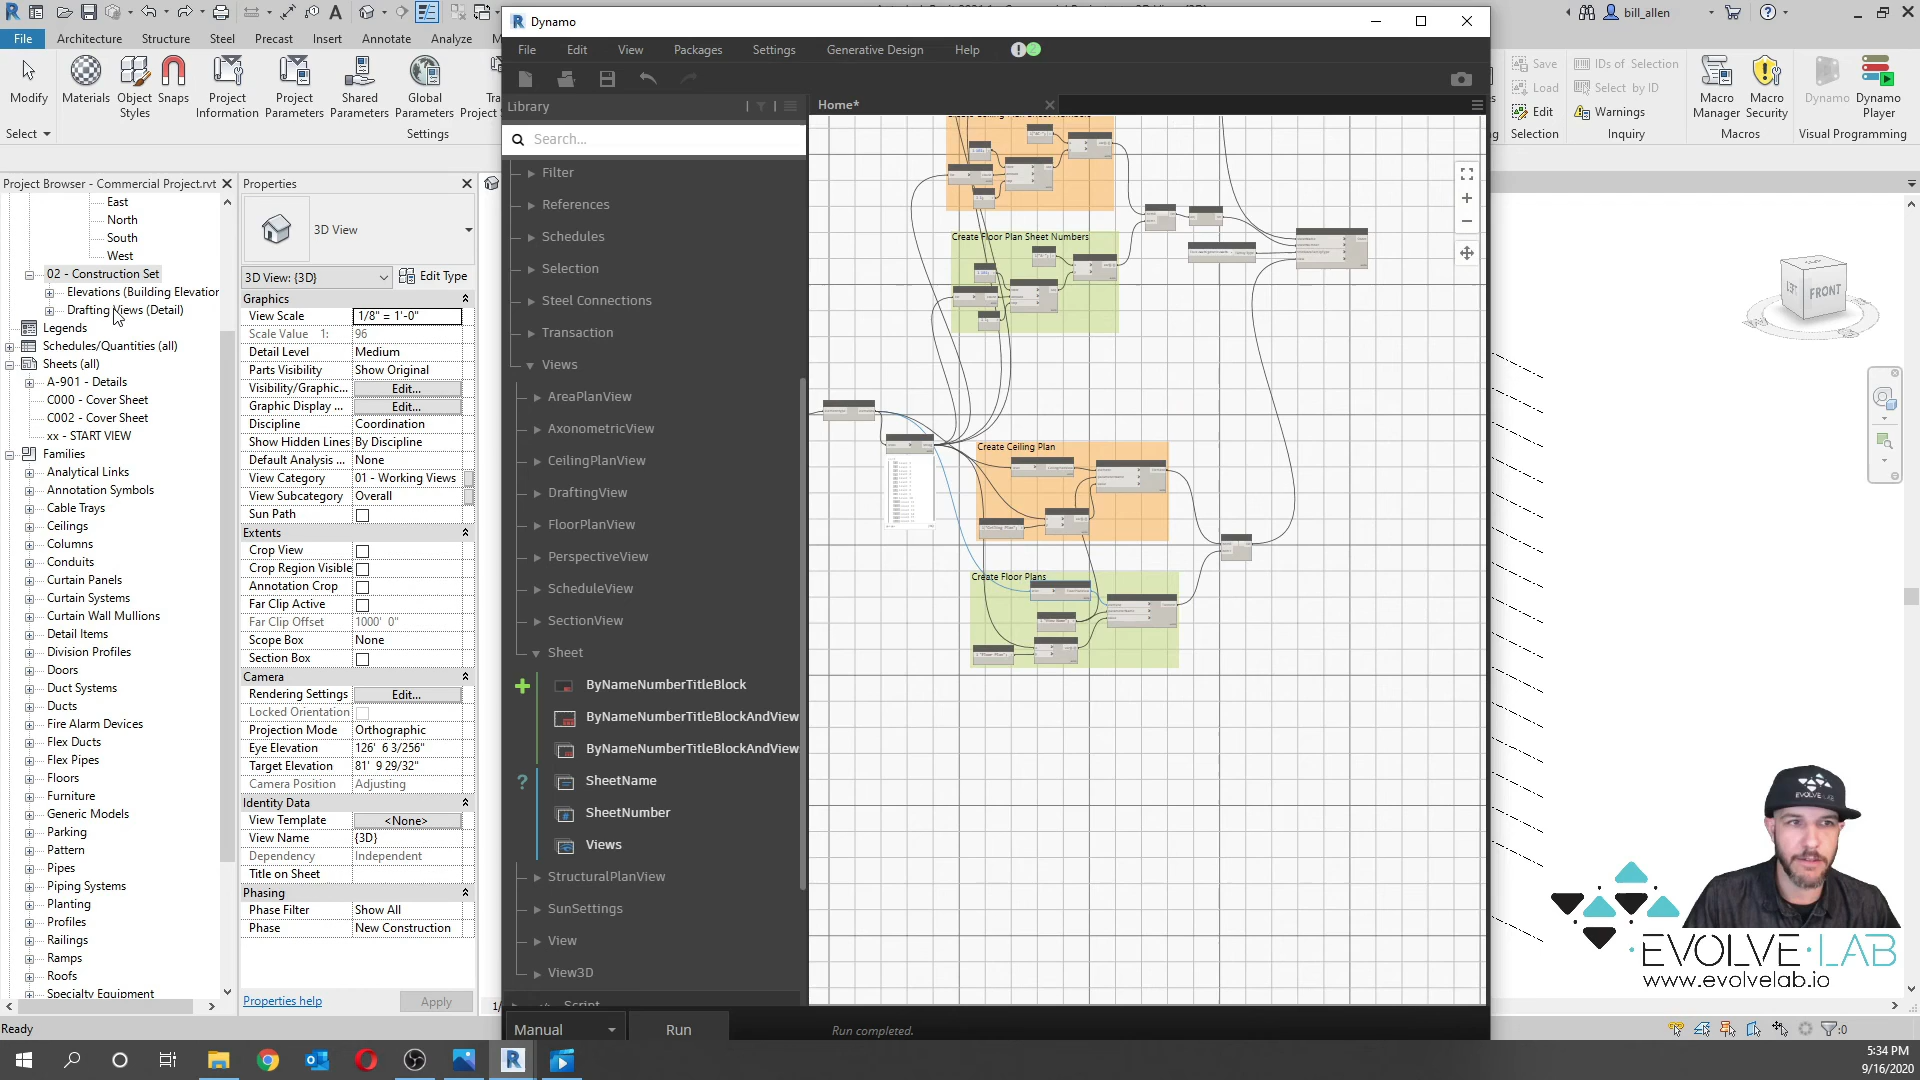 Dynamo
bill_allen
File
Architecture
Structure
Steel
Precast
Insert
Annotate
Analyze
File
Edit
View
Packages
Settings
Generative Design
Help
Modify
Materials
Object
Styles
Snaps
Project
Information
Project
Parameters
Shared
Parameters
Global
Parameters
Select
Settings
Save
Load
Edit
Selection
IDs of Selection
Select by ID
Warnings
Inquiry
Macro
Manager
Macro
Security
Macros
Dynamo
Dynamo
Player
Visual Programming
Library
Home*
Search...
Project Browser - Commercial Project.rvt
East
North
South
West
02 - Construction Set
Elevations (Building Elevation
Drafting Views (Detail)
Legends
Schedules/Quantities (all)
Sheets (all)
A-901 - Details
C000 - Cover Sheet
C002 - Cover Sheet
xx - START VIEW
Families
Analytical Links
Annotation Symbols
Cable Trays
Ceilings
Columns
Conduits
Curtain Panels
Curtain Systems
Curtain Wall Mullions
Detail Items
Division Profiles
Doors
Duct Systems
Ducts
Fire Alarm Devices
Flex Ducts
Flex Pipes
Floors
Furniture
Generic Models
Parking
Pattern
Pipes
Piping Systems
Planting
Profiles
Railings
Ramps
Roofs
Specialty Equipment
Ready
Properties
3D View
3D View: {3D}
Edit Type
Graphics
View Scale 1/8" = 1'-0"
Scale Value 1: 96
Detail Level Medium
Parts Visibility Show Original
Visibility/Graphic... Edit...
Graphic Display ... Edit...
Discipline Coordination
Show Hidden Lines By Discipline
Default Analysis ... None
View Category 01 - Working Views
View Subcategory Overall
Sun Path
Extents
Crop View
Crop Region Visible
Annotation Crop
Far Clip Active
Far Clip Offset 1000' 0"
Scope Box None
Section Box
Camera
Rendering Settings Edit...
Locked Orientation
Projection Mode Orthographic
Eye Elevation 126' 6 3/256"
Target Elevation 81' 9 29/32"
Camera Position Adjusting
Identity Data
View Template <None>
View Name {3D}
Dependency Independent
Title on Sheet
Phasing
Phase Filter Show All
Phase New Construction
Properties help
Apply
Filter
References
Schedules
Selection
Steel Connections
Transaction
Views
AreaPlanView
AxonometricView
CeilingPlanView
DraftingView
FloorPlanView
PerspectiveView
ScheduleView
SectionView
Sheet
ByNameNumberTitleBlock
ByNameNumberTitleBlockAndView
ByNameNumberTitleBlockAndView
SheetName
SheetNumber
Views
StructuralPlanView
SunSettings
View
View3D
Script
Manual
Run
Run completed.
Create Floor Plan Sheet Numbers
Create Ceiling Plan
Create Floor Plans
LEFT
FRONT
EVOLVE LAB
EVOLVE LAB
www.evolvelab.io
:0
5:34 PM
9/16/2020